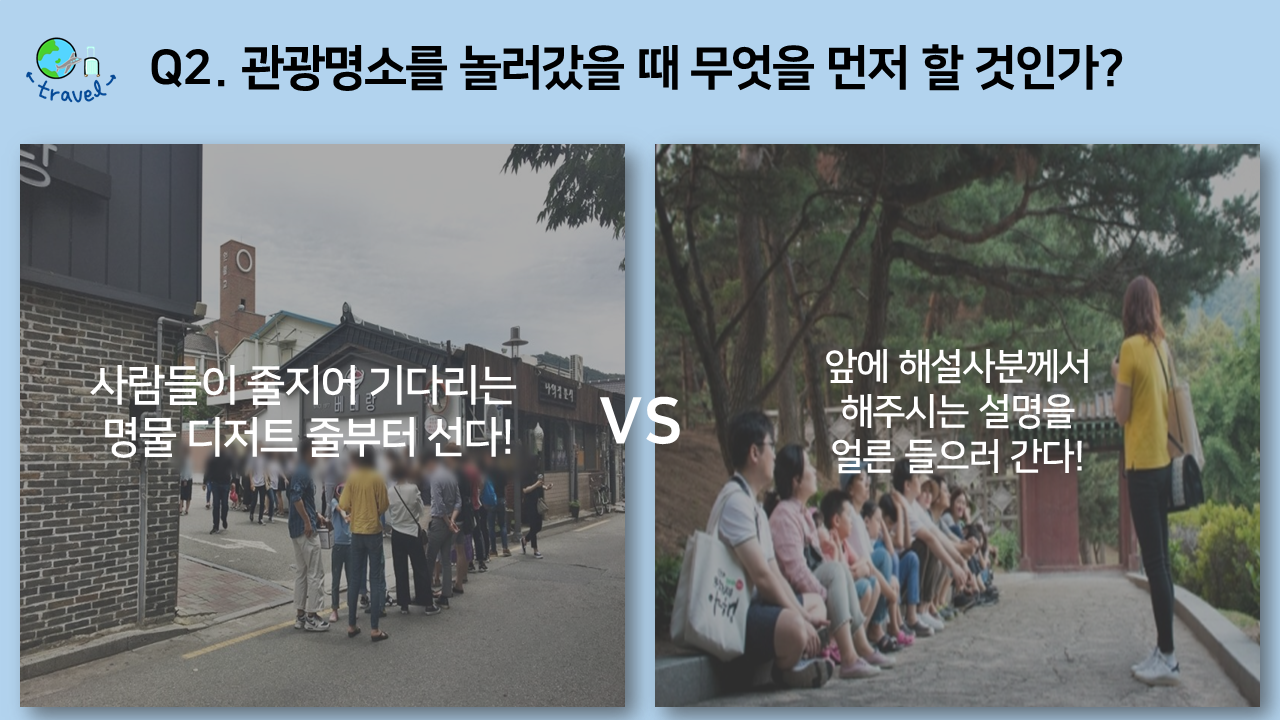 On
travel
Q2. 관광명소를 놀러갔을 때 무엇을 먼저 할 것인가?
사람들이 줄지어 기다리는
명물 디저트 줄부터 선다!
VS
앞에 해설사분께서
해주시는 설명을
얼른 들으러 간다!